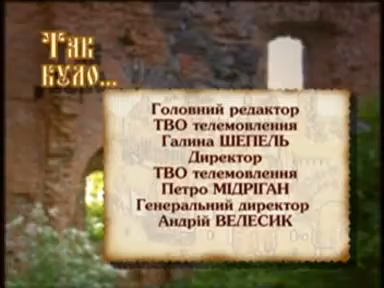 Так
було...
Головний редактор
ТВО телемовлення
Галина ШЕПЕЛЬ
Директор
ТВО телемовлення
Петро МІДРІГАН
Генеральний директор
Андрій ВЕЛЕСИК